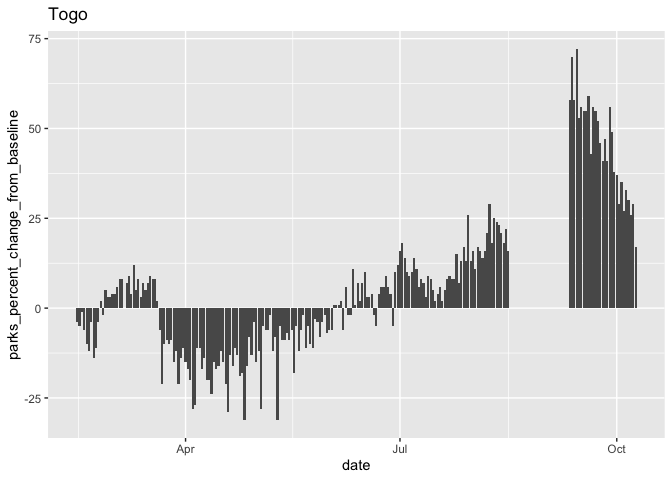 Togo
parks_percent_change_from_baseline
75
50
25
0
-25
Apr
Jul
Oct
date